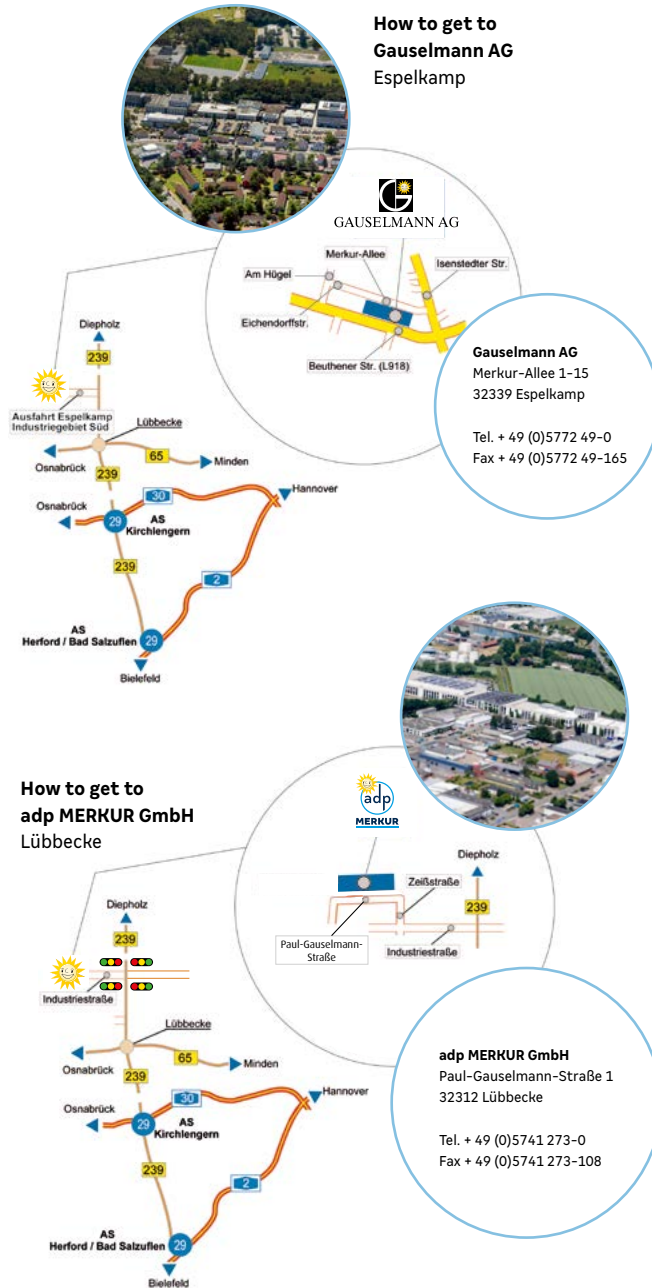 How to get to
Gauselmann AG
Espelkamp
GAUSELMANN AG
Merkur-Allee
Isenstedter Str.
Am Hügel
Eichendorffstr.
Beuthener Str. (L918)
Gauselmann AG
Merkur-Allee 1-15
32339 Espelkamp
Tel. + 49 (0)5772 49-0
Fax + 49 (0)5772 49-165
Diepholz
239
Ausfahrt Espelkamp
Industriegebiet Süd
Lübbecke
Osnabrück
65
Minden
239
30
Hannover
Osnabrück
29
AS
Kirchlengern
239
2
AS
Herford / Bad Salzuflen
29
Bielefeld
How to get to
adp MERKUR GmbH
Lübbecke
adp
MERKUR
Diepholz
Zeißstraße
239
Paul-Gauselmann-
Straße
Industriestraße
adp MERKUR GmbH
Paul-Gauselmann-Straße 1
32312 Lübbecke
Tel. + 49 (0)5741 273-0
Fax + 49 (0)5741 273-108
Diepholz
239
Industriestraße
Lübbecke
Osnabrück
65
Minden
239
30
Hannover
Osnabrück
29
AS
Kirchlengern
239
2
AS
Herford / Bad Salzuflen
29
Bielefeld